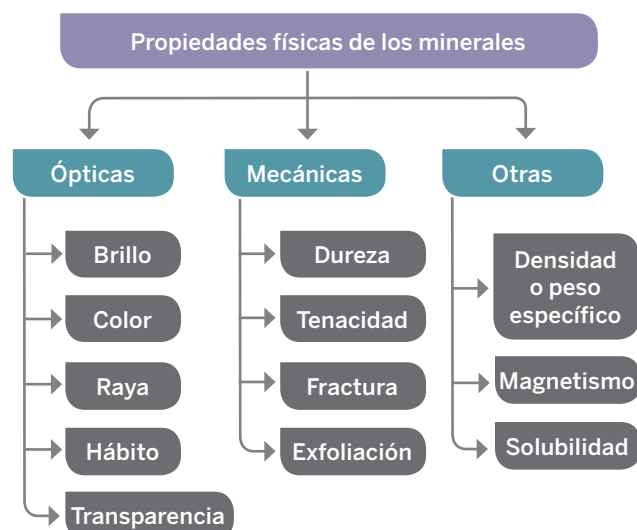 Propiedades físicas de los minerales
Ópticas
Brillo
Color
Raya
Hábito
Transparencia
Mecánicas
Dureza
Tenacidad
Fractura
Exfoliación
Otras
Densidad
o peso
específico
Magnetismo
Solubilidad